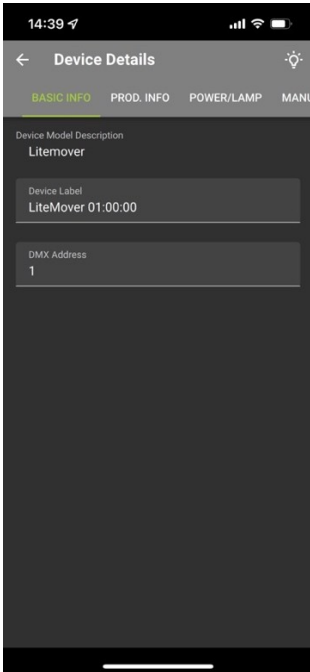 14:39
Device Details
BASIC INFO PROD. INFO POWER/LAMP MANU
Device Model Description
Litemover
Device Label
LiteMover 01:00:00
DMX Address
1